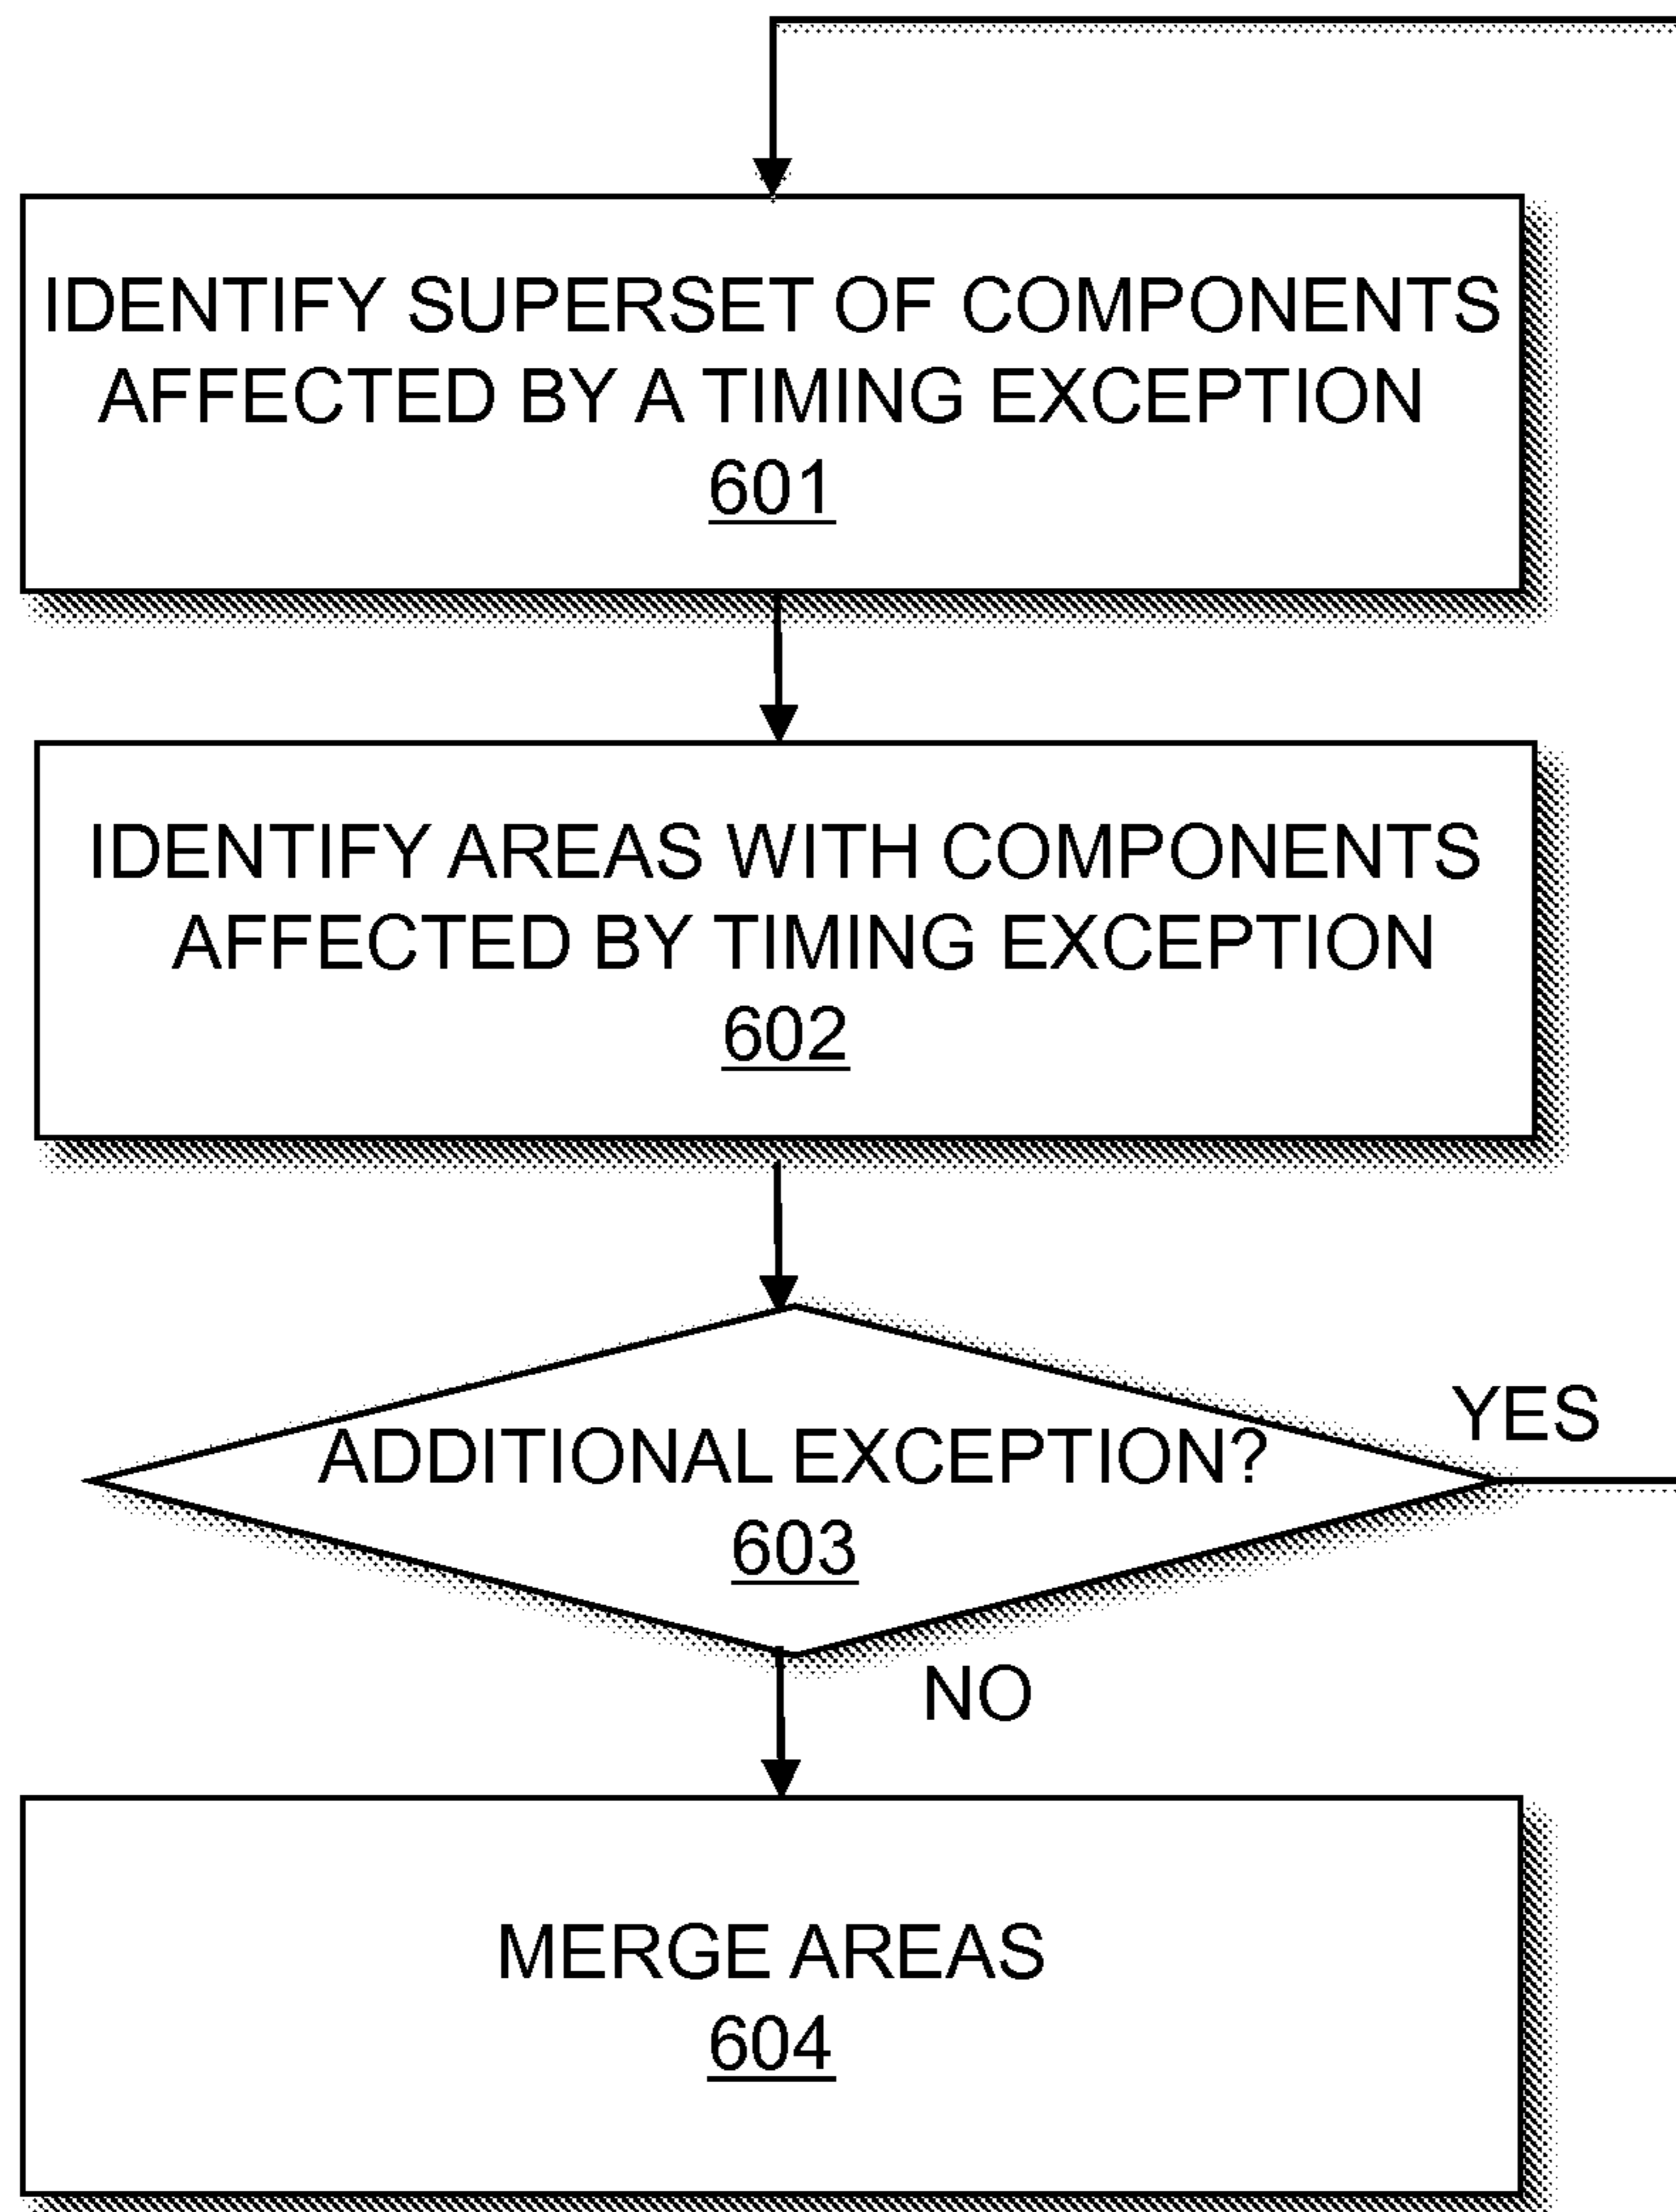 IDENTIFY SUPERSET OF COMPONENTS
AFFECTED BY A TIMING EXCEPTION
601
IDENTIFY AREAS WITH COMPONENTS
AFFECTED BY TIMING EXCEPTION
602
ADDITIONAL EXCEPTION?
603
YES
NO
MERGE AREAS
604